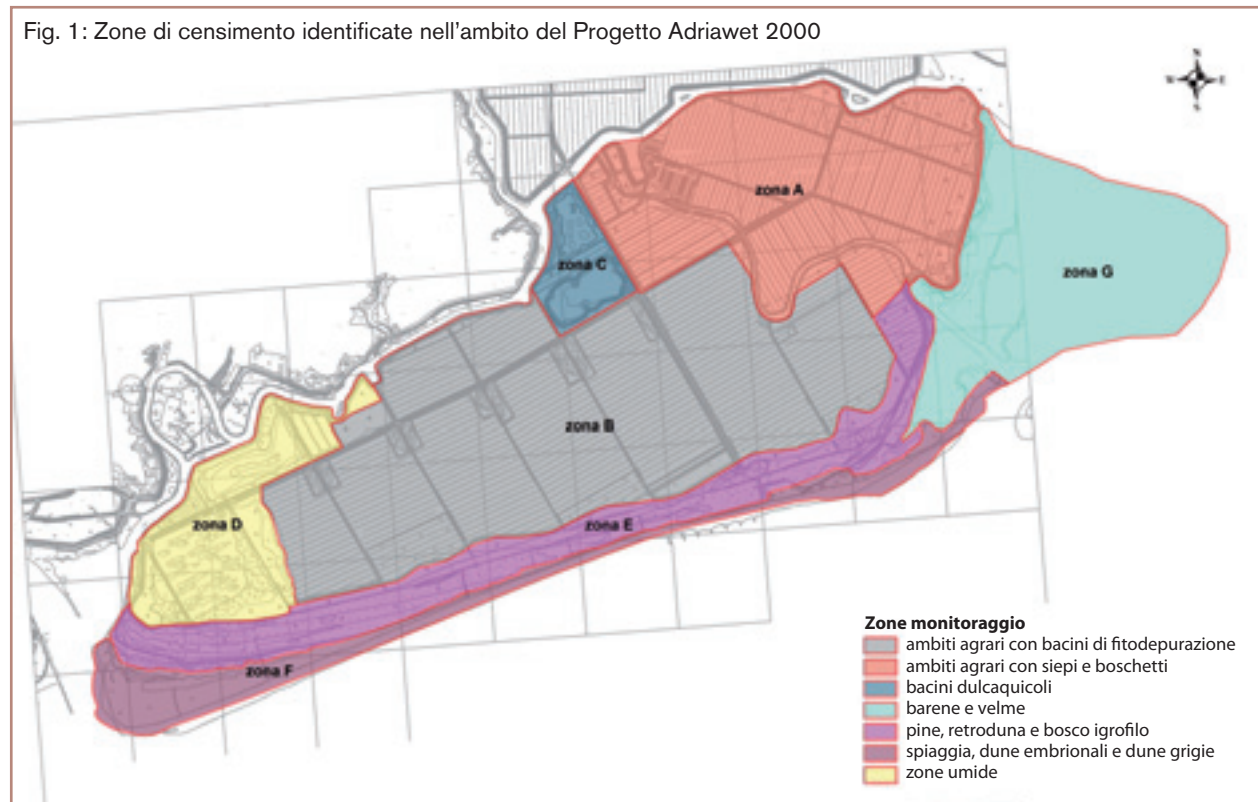 Fig. 1: Zone di censimento identificate nell'ambito del Progetto Adriawet 2000
N
W E
S
zona A
zona C
zona G
zona B
zona D
zona E
zona F
Zone monitoraggio
ambiti agrari con bacini di fitodepurazione
ambiti agrari con siepi e boschetti
bacini dulcaquicoli
barene e velme
pine, retroduna e bosco igrofilo
spiaggia, dune embrionali e dune grigie
zone umide